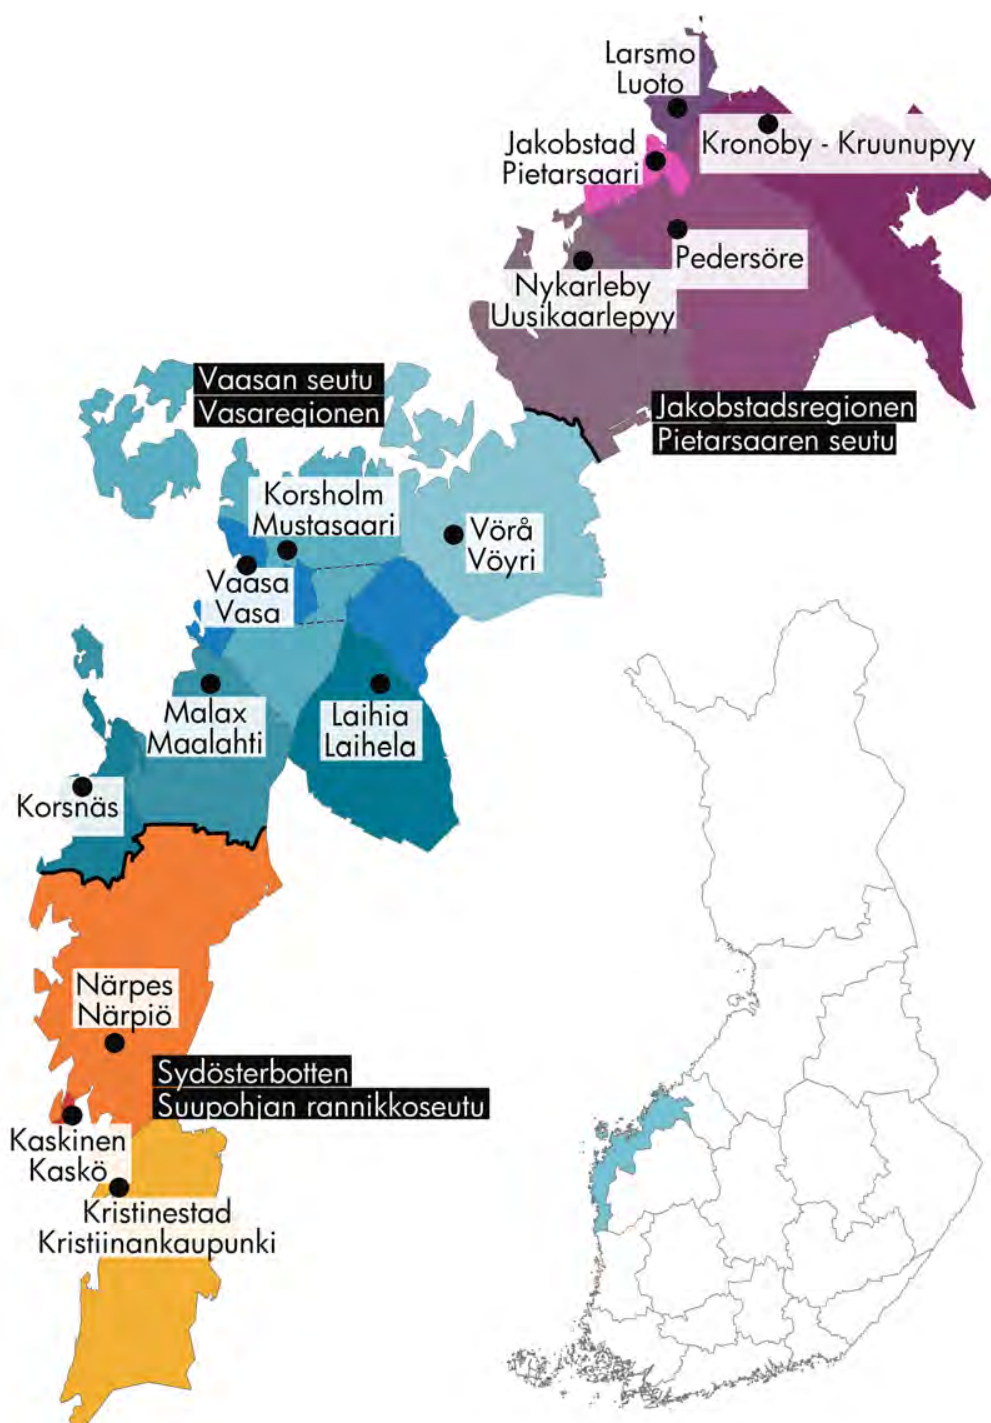 Larsmo
Luoto
Jakobstad
Pietarsaari
Kronoby - Kruunupyy
Pedersöre
Nykarleby
Uusikaarlepyy
Vaasan seutu
Vasaregionen
Jakobstadsregionen
Pietarsaaren seutu
Korsholm
Mustasaari
Vörå
Vöyri
Vaasa
Vasa
Malax
Maalahti
Laihia
Laihela
Korsnäs
Närpes
Närpiö
Sydösterbotten
Suupohjan rannikkoseutu
Kaskinen
Kaskö
Kristinestad
Kristiinankaupunki